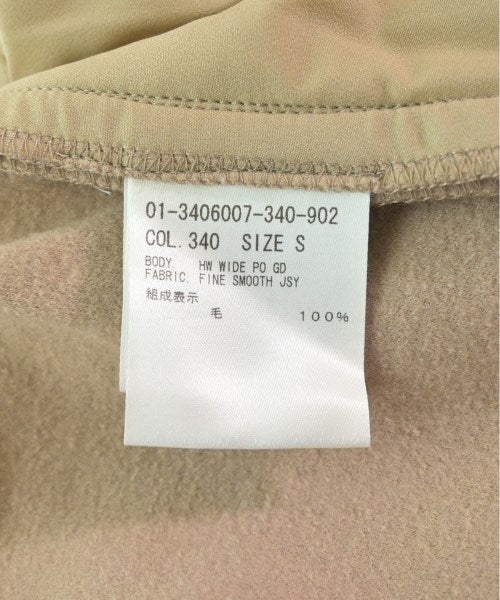 01-3406007-340-902
COL. 340 SIZE S
BODY. HW WIDE PO GD
FABRIC. FINE SMOOTH JSY
組成表示
毛 100%